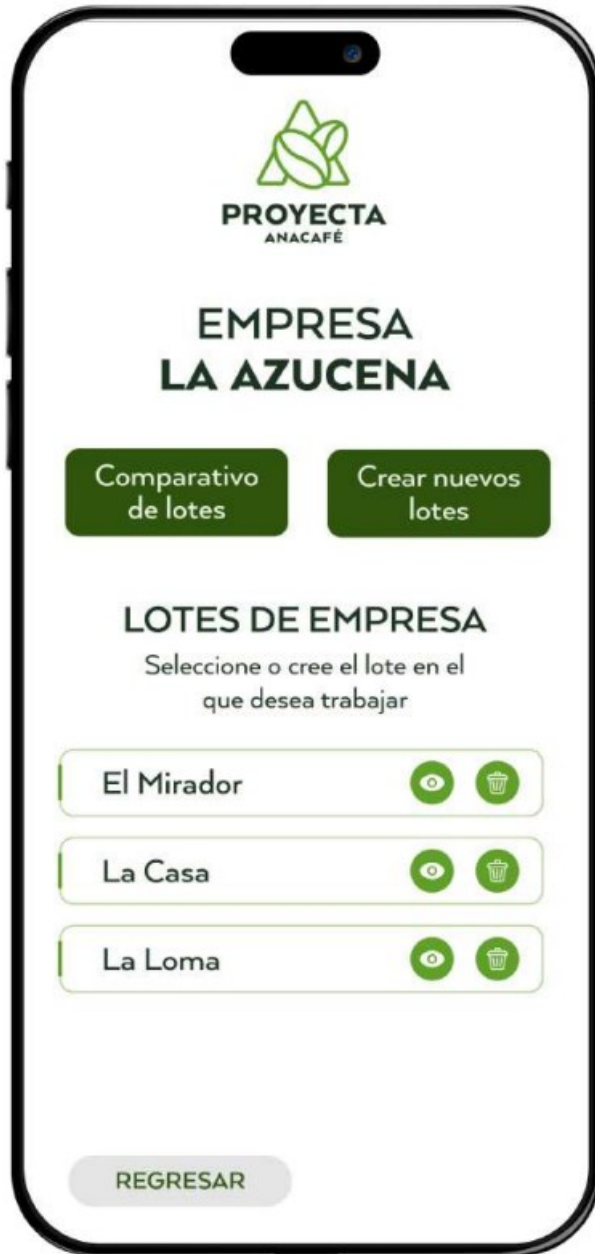 PROYECTA
ANACAFÉ
EMPRESA
LA AZUCENA
Comparativo
de lotes
Crear nuevos
lotes
LOTES DE EMPRESA
Seleccione o cree el lote en el
que desea trabajar
El Mirador
La Casa
La Loma
REGRESAR